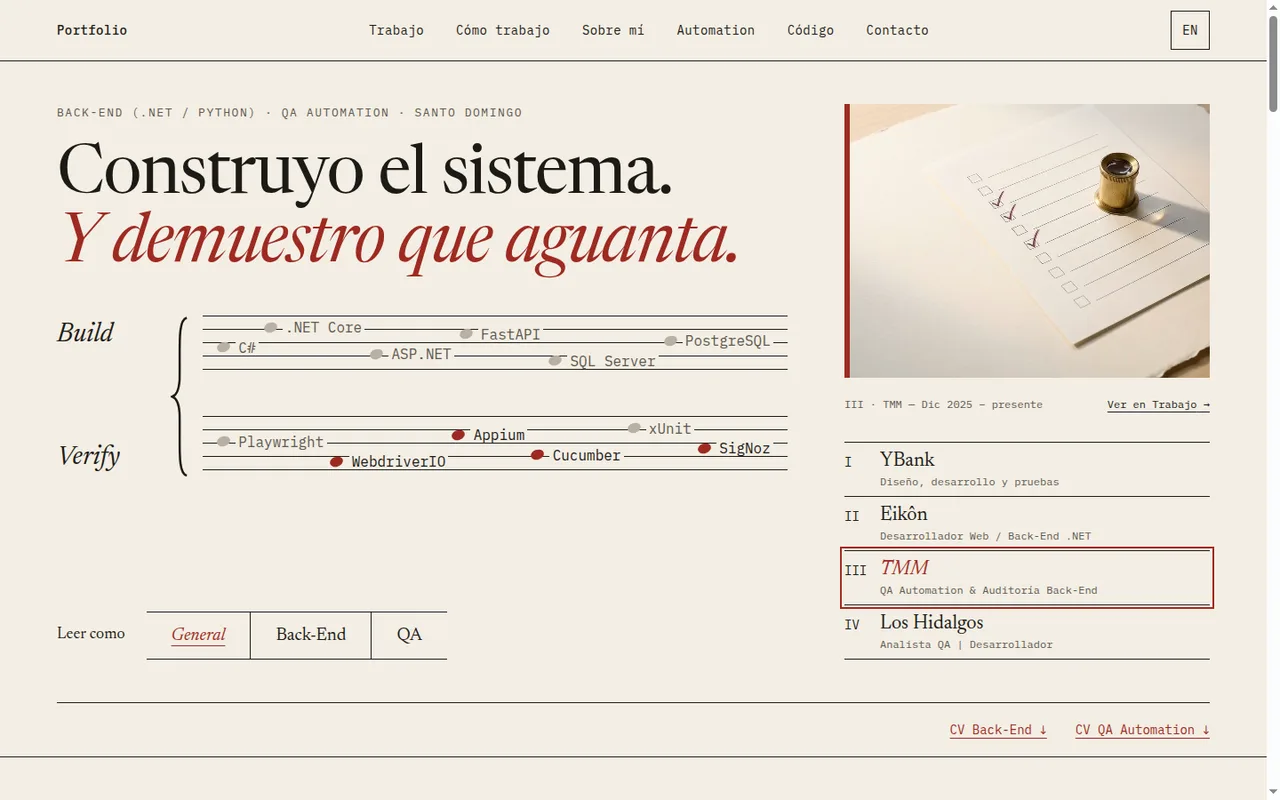 Portfolio
Trabajo
Cómo trabajo
Sobre mí
Automation
Código
Contacto
EN
BACK-END (.NET / PYTHON) · QA AUTOMATION · SANTO DOMINGO
Construyo el sistema.
Y demuestro que aguanta.
Build
.NET Core
FastAPI
PostgreSQL
C#
ASP.NET
SQL Server
Verify
Playwright
Appium
xUnit
WebdriverIO
Cucumber
SigNoz
Leer como
General
Back-End
QA
III · TMM — Dic 2025 – presente
Ver en Trabajo →
I YBank
Diseño, desarrollo y pruebas
II Eikôn
Desarrollador Web / Back-End .NET
III TMM
QA Automation & Auditoría Back-End
IV Los Hidalgos
Analista QA | Desarrollador
CV Back-End ↓
CV QA Automation ↓